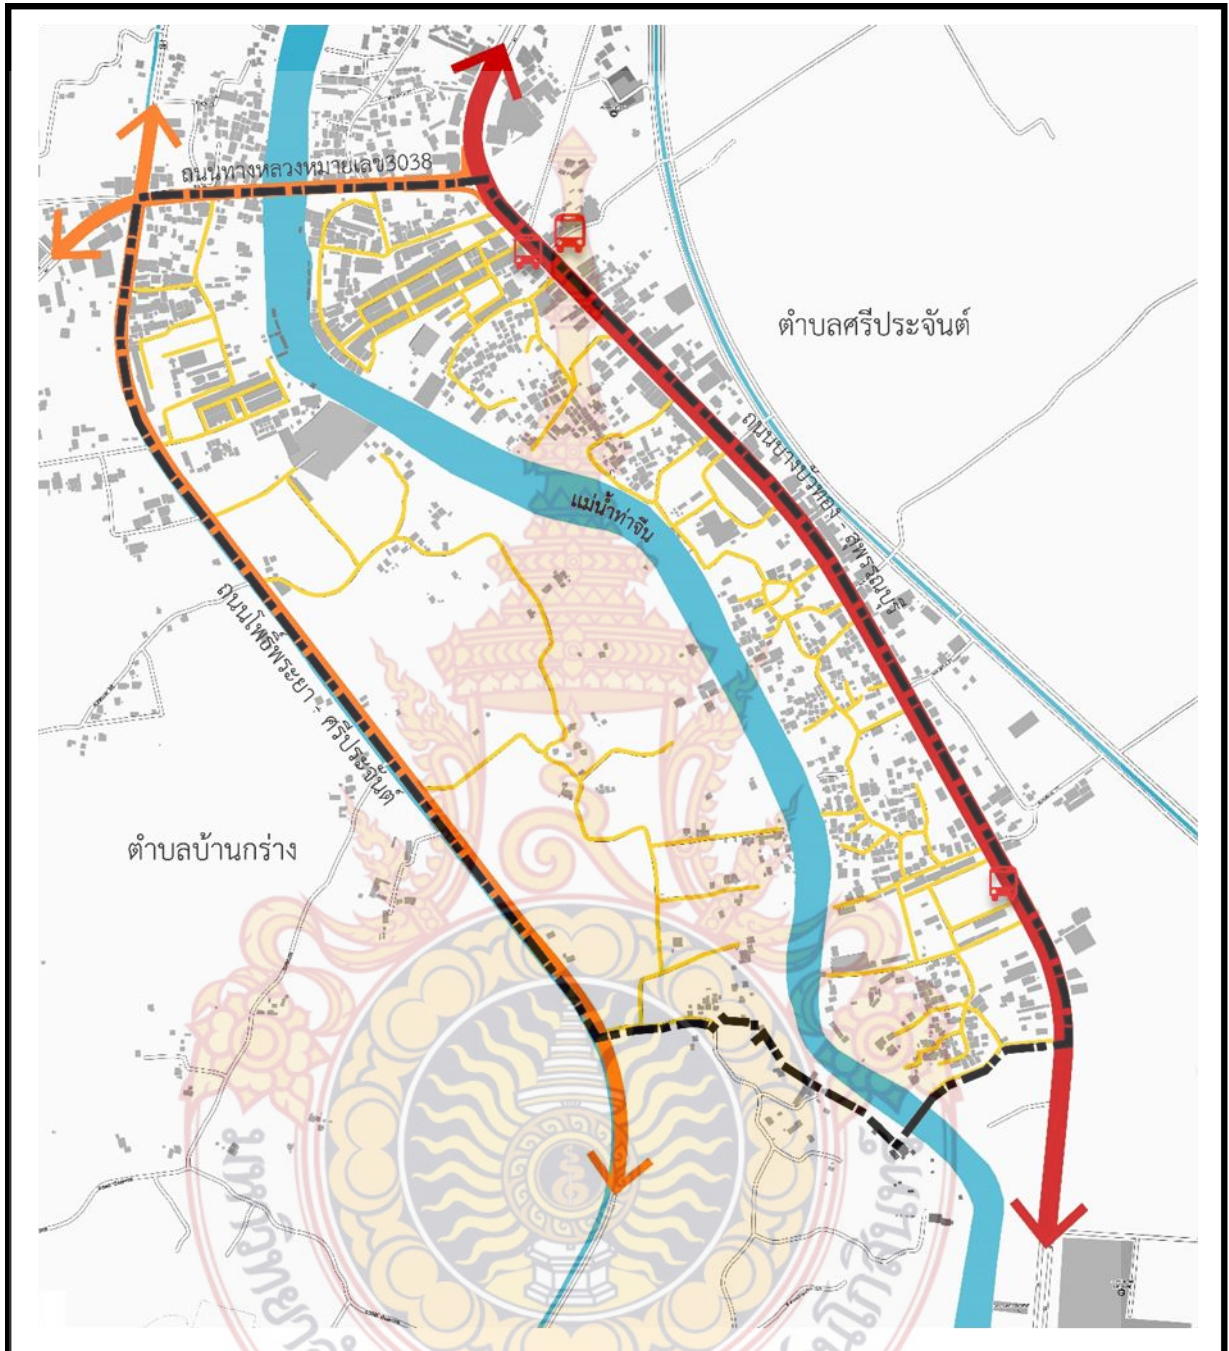 ถนนทางหลวงหมายเลข3038
ตำบลศรีประจันต์
ถนนบางบัวทอง - สุพรรณบุรี
แม่น้ำท่าจีน
ถนนโพธิ์พระยา - ศรีประจันต์
ตำบลบ้านกร่าง